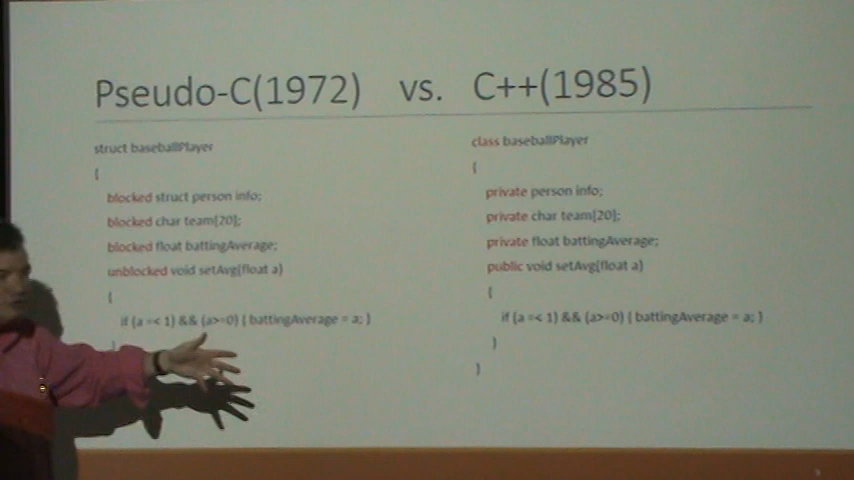 Pseudo-C(1972) vs. C++(1985)
struct baseballPlayer
{
blocked struct person info;
blocked char team[20];
blocked float battingAverage;
unblocked void setAvg(float a)
{
if (a =< 1) && (a>=0) { battingAverage = a; }
}
class baseballPlayer
{
private person info;
private char team[20];
private float battingAverage;
public void setAvg(float a)
{
if (a =< 1) && (a>=0) { battingAverage = a; }
}
}